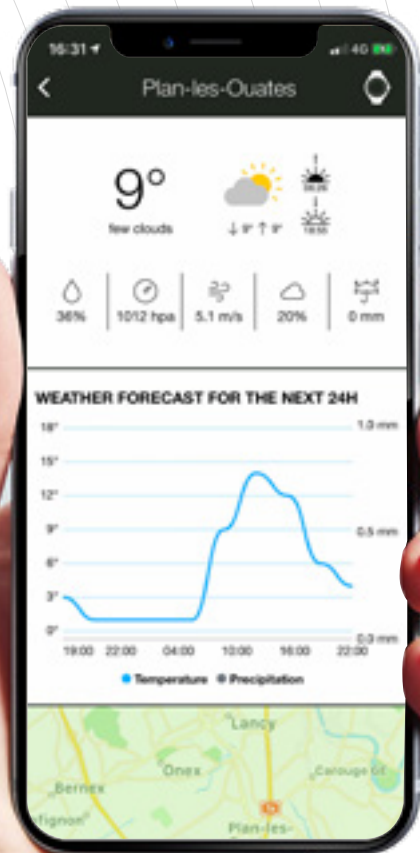 16:31 4G
Plan-les-Ouates
9°
few clouds
↓ 9° ↑ 9°
36% 1012 hpa 5.1 m/s 20% 0 mm
WEATHER FORECAST FOR THE NEXT 24H
18° 1.0 mm
15°
12°
9° 0.5 mm
6°
3°
0° 0.0 mm
19:00 22:00 04:00 10:00 16:00 22:00
Temperature Precipitation
Lancy
Onex
Carouge GE
Bernex
Plan-les-